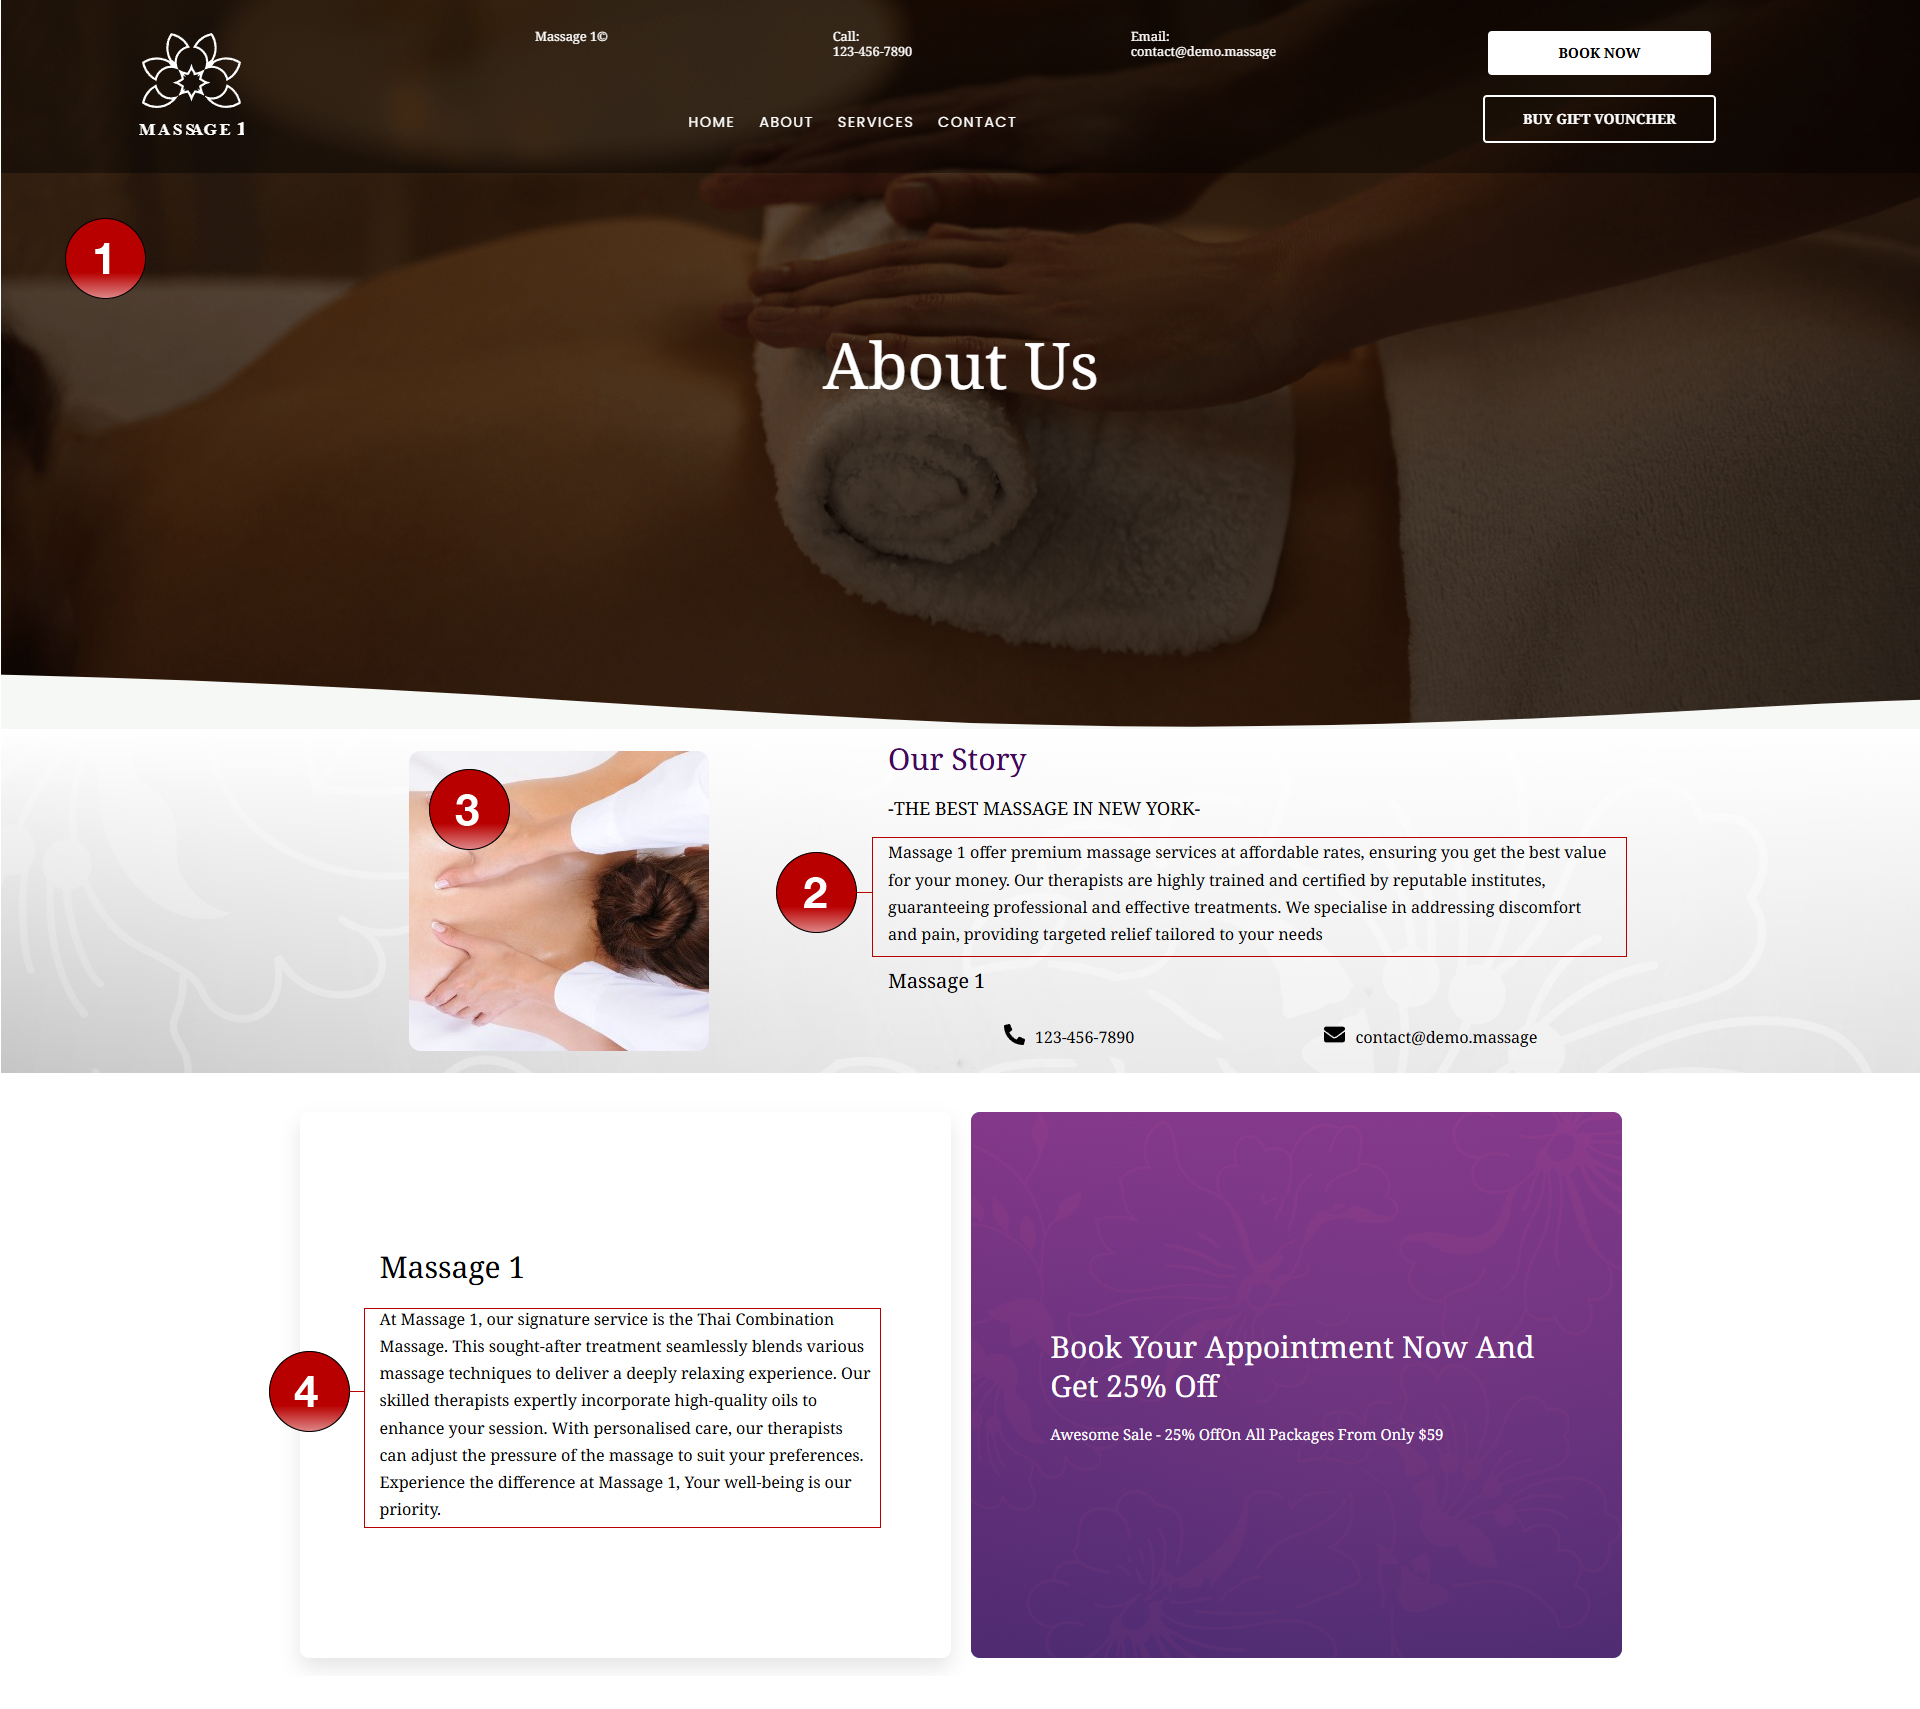 MASSAGE 1
Massage 1©
Call:
123-456-7890
Email:
contact@demo.massage
BOOK NOW
HOME ABOUT SERVICES CONTACT
BUY GIFT VOUNCHER
1
About Us
3
Our Story
-THE BEST MASSAGE IN NEW YORK-
2
Massage 1 offer premium massage services at affordable rates, ensuring you get the best value
for your money. Our therapists are highly trained and certified by reputable institutes,
guaranteeing professional and effective treatments. We specialise in addressing discomfort
and pain, providing targeted relief tailored to your needs
Massage 1
123-456-7890
contact@demo.massage
Massage 1
4
At Massage 1, our signature service is the Thai Combination
Massage. This sought-after treatment seamlessly blends various
massage techniques to deliver a deeply relaxing experience. Our
skilled therapists expertly incorporate high-quality oils to
enhance your session. With personalised care, our therapists
can adjust the pressure of the massage to suit your preferences.
Experience the difference at Massage 1, Your well-being is our
priority.
Book Your Appointment Now And
Get 25% Off
Awesome Sale - 25% OffOn All Packages From Only $59